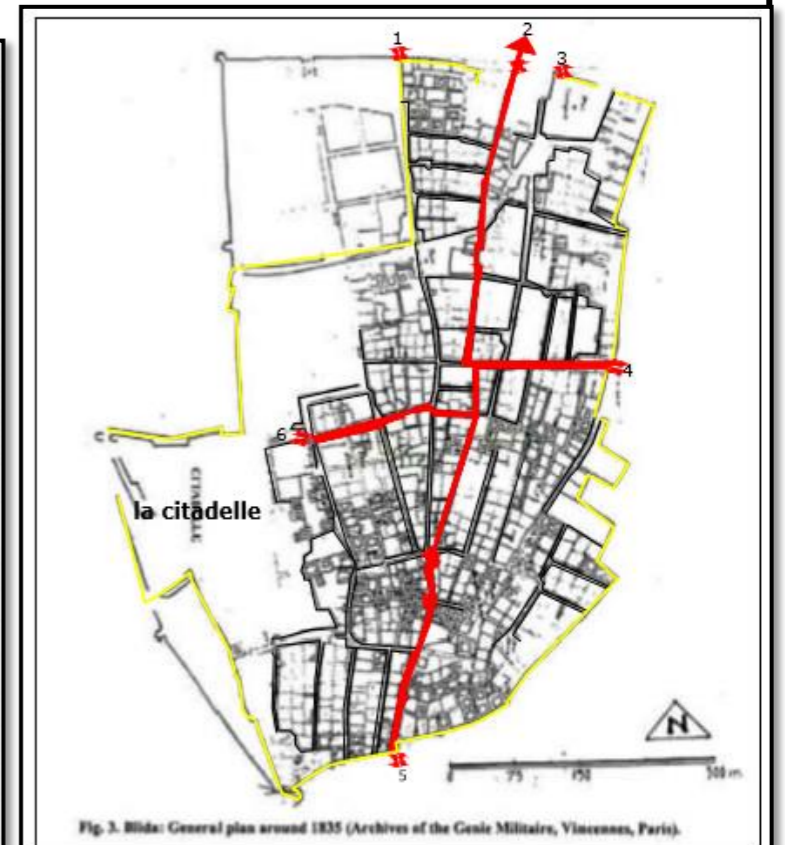 1
2
3
4
6
CITADELLE
la citadelle
N
0 75 150 300 m
5
Fig. 3. Blida: General plan around 1835 (Archives of the Genie Militaire, Vincennes, Paris).